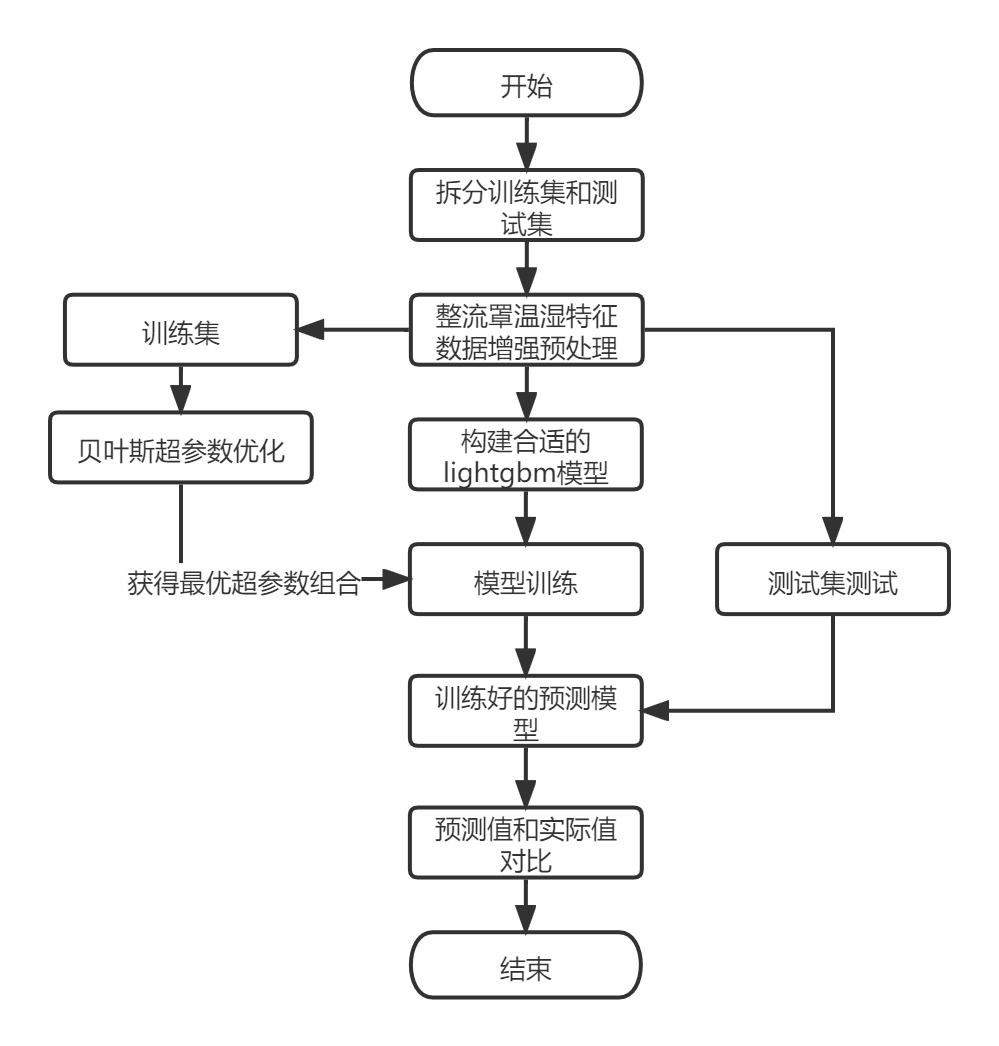 开始
拆分训练集和测
试集
整流罩温湿特征
数据增强预处理
训练集
贝叶斯超参数优化
构建合适的
lightgbm模型
获得最优超参数组合
模型训练
测试集测试
训练好的预测模
型
预测值和实际值
对比
结束